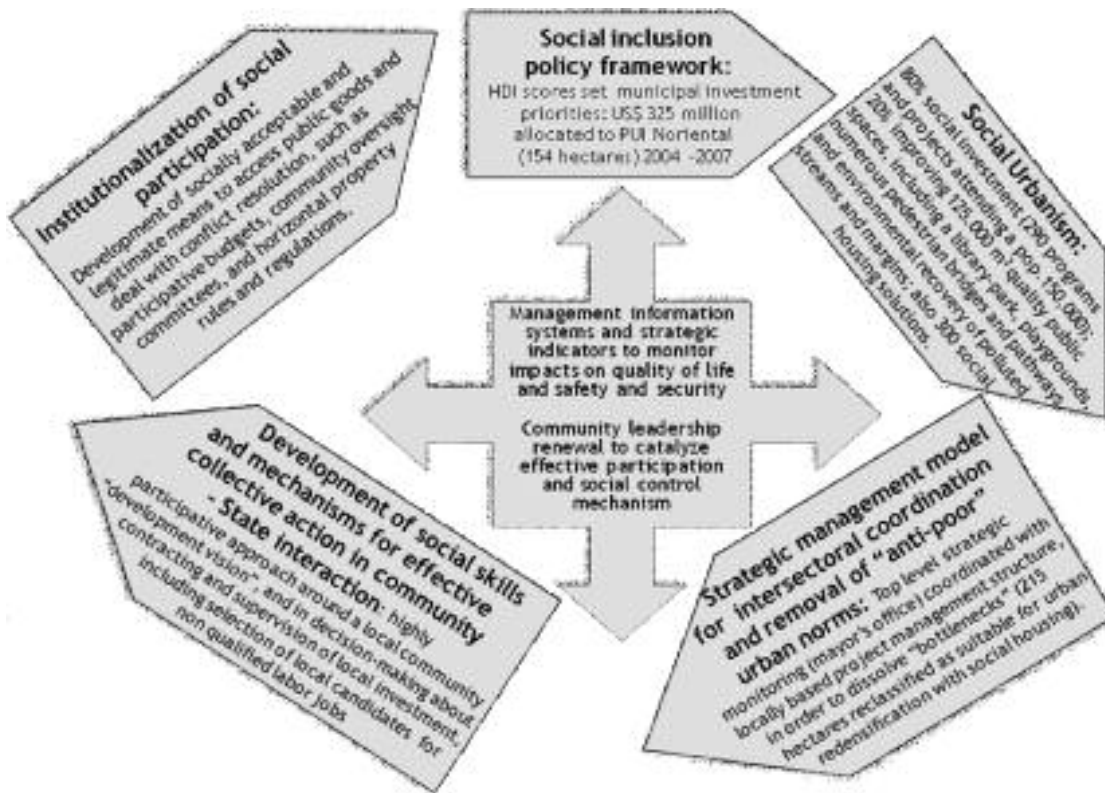 Social inclusion
policy framework:
HDI scores set municipal investment
priorities: US$ 325 million
allocated to PUI Noriental
(154 hectares) 2004 -2007
Social Urbanism:
80% social investment (290 programs
and projects attending a pop 150,000);
20% improving 125,000 m² quality public
spaces, including a library park, playgrounds,
numerous pedestrian bridges and pathways
and environmental recovery of polluted
streams and margins; also 300 social
housing solutions.
Strategic management model
for intersectoral coordination
and removal of “anti-poor”
urban norms: Top level strategic
monitoring (mayor's office) coordinated with
locally based project management structure,
in order to dissolve “bottlenecks” (215
hectares reclassified as suitable for urban
redensification with social housing).
Development of social skills
and mechanisms for effective
collective action in community
- State interaction: highly
participative approach around a local community
“development vision”, and in decision-making about
contracting and supervision of local investment,
including selection of local candidates for
non qualified labor jobs
Institutionalization of social
participation:
Development of socially acceptable and
legitimate means to access public goods and
deal with conflict resolution, such as
participative budgets, community oversight
committees, and horizontal property
rules and regulations.
Management information
systems and strategic
indicators to monitor
impacts on quality of life
and safety and security
Community leadership
renewal to catalyze
effective participation
and social control
mechanism